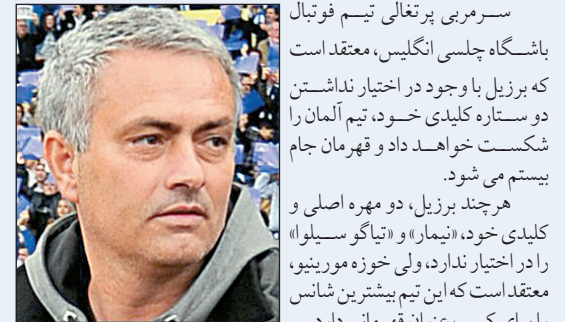 سرمربی پرتغالی تیم فوتبال
باشگاه چلسی انگلیس، معتقد است
که برزیل با وجود در اختیار نداشتن
دو ستاره کلیدی خود، تیم آلمان را
شکست خواهد داد و قهرمان جام
بیستم می شود.
هرچند برزیل، دو مهره اصلی و
کلیدی خود، «نیمار» و «تیاگو سیلوا»
را در اختیار ندارد، ولی خوزه مورینیو،
معتقد است که این تیم بیشترین شانس